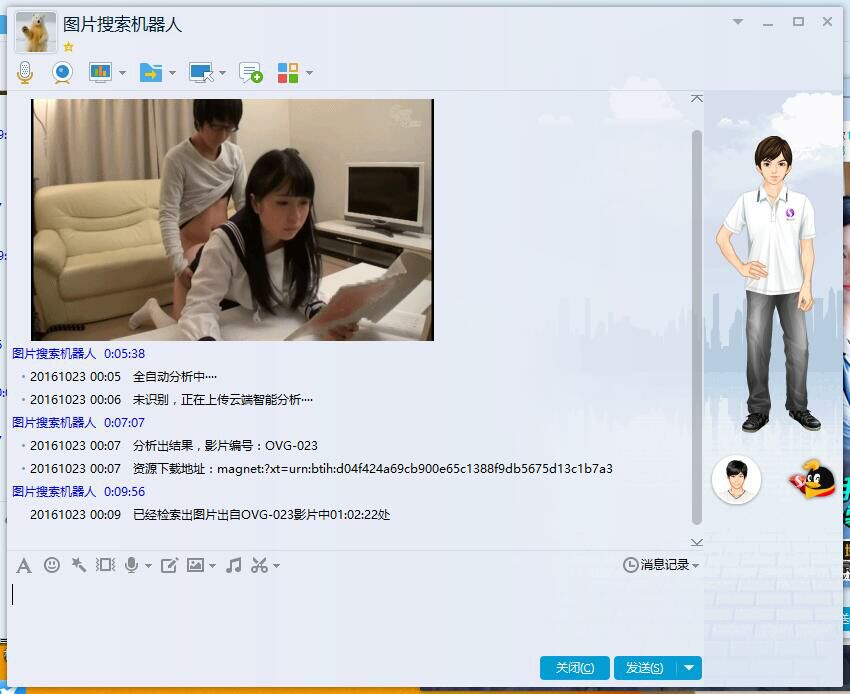 图片搜索机器人
图片搜索机器人 0:05:38
20161023 00:05 全自动分析中····
20161023 00:06 未识别，正在上传云端智能分析····
图片搜索机器人 0:07:07
20161023 00:07 分析出结果，影片编号：OVG-023
20161023 00:07 资源下载地址：magnet:?xt=urn:btih:d04f424a69cb900e65c1388f9db5675d13c1b7a3
图片搜索机器人 0:09:56
20161023 00:09 已经检索出图片出自OVG-023影片中01:02:22处
消息记录
关闭(C) 发送(S)